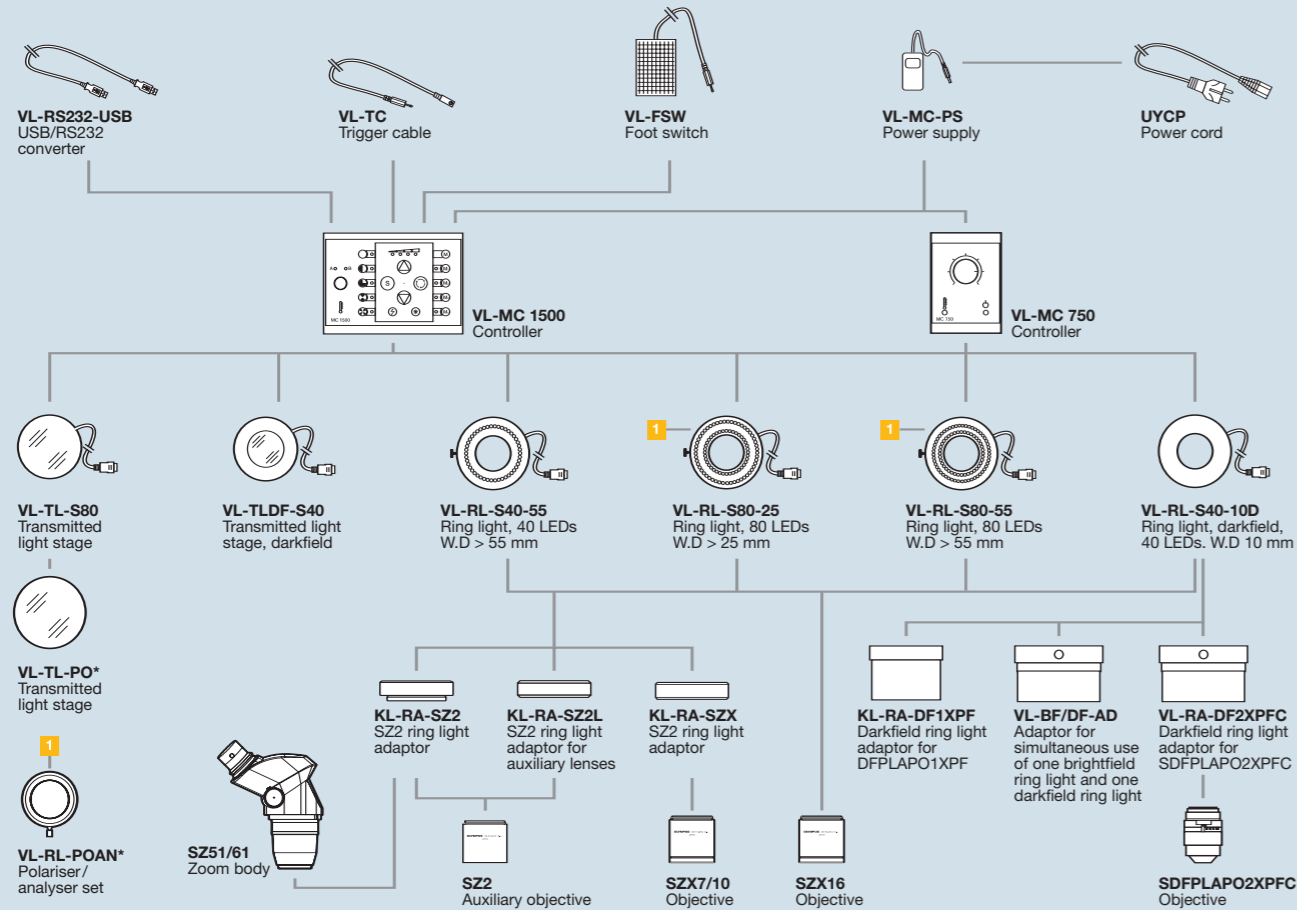 VL-RS232-USB
USB/RS232
converter
VL-TC
Trigger cable
VL-FSW
Foot switch
VL-MC-PS
Power supply
UYCP
Power cord
A
B
S
M
M
M
M
M
MC 1500
VL-MC 1500
Controller
MC 750
VL-MC 750
Controller
1
1
VL-TL-S80
Transmitted
light stage
VL-TLDF-S40
Transmitted light
stage, darkfield
VL-RL-S40-55
Ring light, 40 LEDs
W.D > 55 mm
VL-RL-S80-25
Ring light, 80 LEDs
W.D > 25 mm
VL-RL-S80-55
Ring light, 80 LEDs
W.D > 55 mm
VL-RL-S40-10D
Ring light, darkfield,
40 LEDs. W.D 10 mm
VL-TL-PO*
Transmitted
light stage
KL-RA-SZ2
SZ2 ring light
adaptor
KL-RA-SZ2L
SZ2 ring light
adaptor for
auxiliary lenses
KL-RA-SZX
SZ2 ring light
adaptor
KL-RA-DF1XPF
Darkfield ring light
adaptor for
DFPLAPO1XPF
VL-BF/DF-AD
Adaptor for
simultaneous use
of one brightfield
ring light and one
darkfield ring light
VL-RA-DF2XPFC
Darkfield ring light
adaptor for
SDFPLAPO2XPFC
1
VL-RL-POAN*
Polariser/
analyser set
SZ51/61
Zoom body
OLYMPUS
SZ2
Auxiliary objective
OLYMPUS
SZX7/10
Objective
OLYMPUS
SZX16
Objective
SDFPLAPO2XPFC
Objective